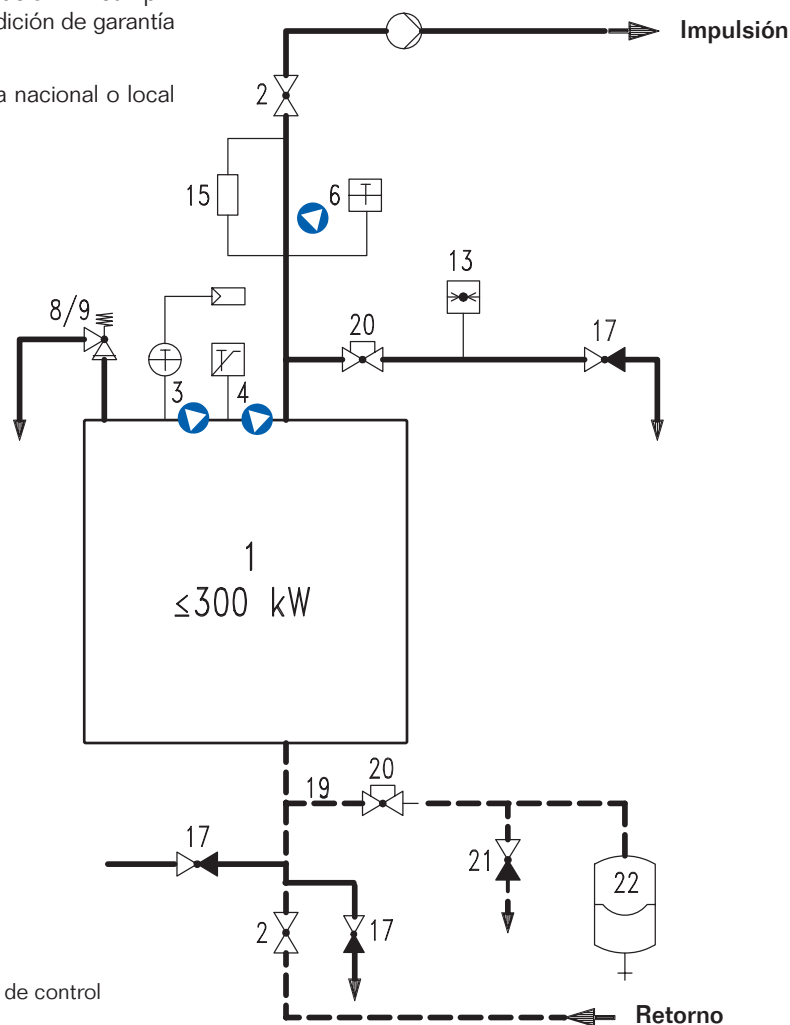 dición de garantía
Impulsión
a nacional o local
2
15
6
T
13
8/9
20
17
T
3
4
1
≤300 kW
20
19
17
21
22
2
17
de control
Retorno